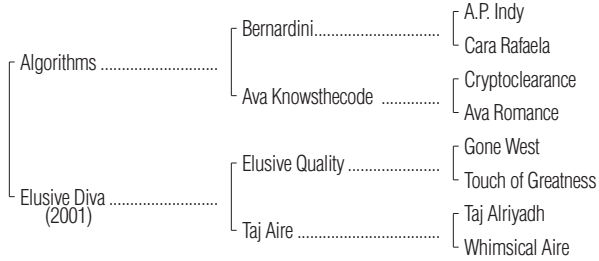 A.P. Indy
Bernardini..................................
Cara Rafaela
Algorithms ............................
Cryptoclearance
Ava Knowsthecode ..............
Ava Romance
Gone West
Elusive Quality ......................
Touch of Greatness
Elusive Diva ..........................
(2001)
Taj Alriyadh
Taj Aire ..................................
Whimsical Aire